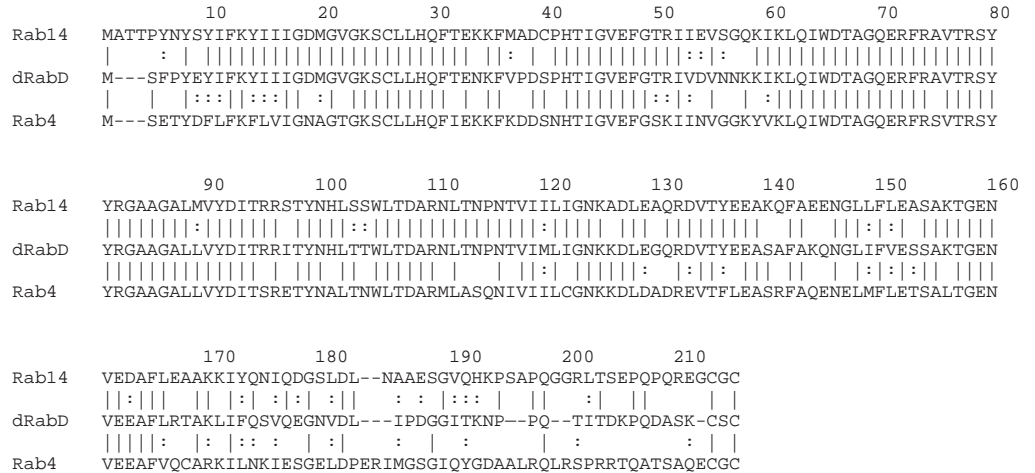 10 20 30 40 50 60 70 80
Rab14 MATTPYNYSYIFKYIIIGDMGVGKSCLLHQFTEKKFMADCPHTIGVEFGTRIIEVSGQKIKLQIWDTAGQERFRAVTRSY
dRabD M---SFPYEYIFKYIIIGDMGVGKSCLLHQFTENKFVPDSPHTIGVEFGTRIVDVNNKKIKLQIWDTAGQERFRAVTRSY
Rab4 M---SETYDFLFKFLVIGNAGTGKSCLLHQFIEKKFKDDSNHTIGVEFGSKIINVGGKYVKLQIWDTAGQERFRSVTRSY
90 100 110 120 130 140 150 160
Rab14 YRGAAGALMVYDITRRSTYNHLSSWLTDARNLTNPNTVIILIGNKADLEAQRDVTYEEAKQFAEENGLLFLEASAKTGEN
dRabD YRGAAGALLVYDITRRITYNHLTTWLTDARNLTNPNTVIMLIGNKKDLEGQRDVTYEEASAFAKQNGLIFVESSAKTGEN
Rab4 YRGAAGALLVYDITSRETYNALTNWLTDARMLASQNIVIILCGNKKDLDADREVTFLEASRFAQENELMFLETSALTGEN
170 180 190 200 210
Rab14 VEDAFLEAAKKIYQNIQDGSLDL--NAAESGVQHKPSAPQGGRLTSEPQPQREGCGC
dRabD VEEAFLRTAKLIFQSVQEGNVDL---IPDGGITKNP--PQ--TITDKPQDASK-CSC
Rab4 VEEAFVQCARKILNKIESGELDPERIMGSGIQYGDAALRQLRSPRRTQATSAQECGC